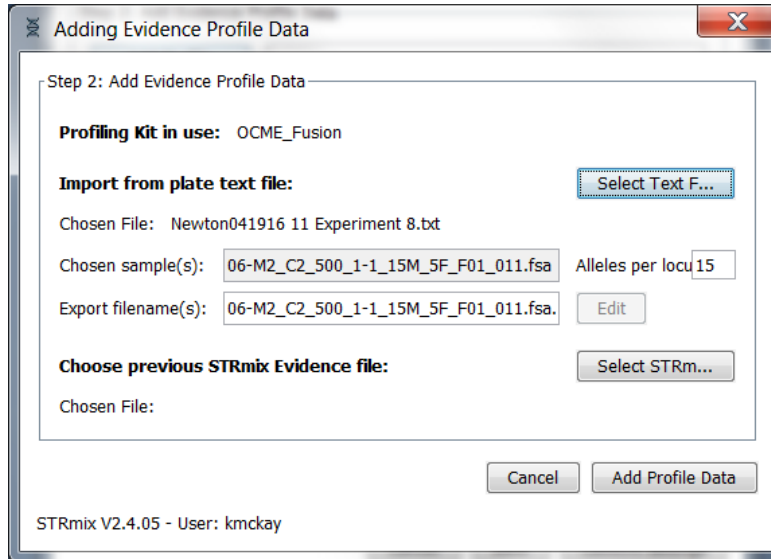 Adding Evidence Profile Data
X
Step 2: Add Evidence Profile Data
Profiling Kit in use: OCME_Fusion
Import from plate text file: Select Text F...
Chosen File: Newton041916 11 Experiment 8.txt
Chosen sample(s): 06-M2_C2_500_1-1_15M_5F_F01_011.fsa Alleles per locu 15
Export filename(s): 06-M2_C2_500_1-1_15M_5F_F01_011.fsa. Edit
Choose previous STRmix Evidence file: Select STRm...
Chosen File:
Cancel Add Profile Data
STRmix V2.4.05 - User: kmckay